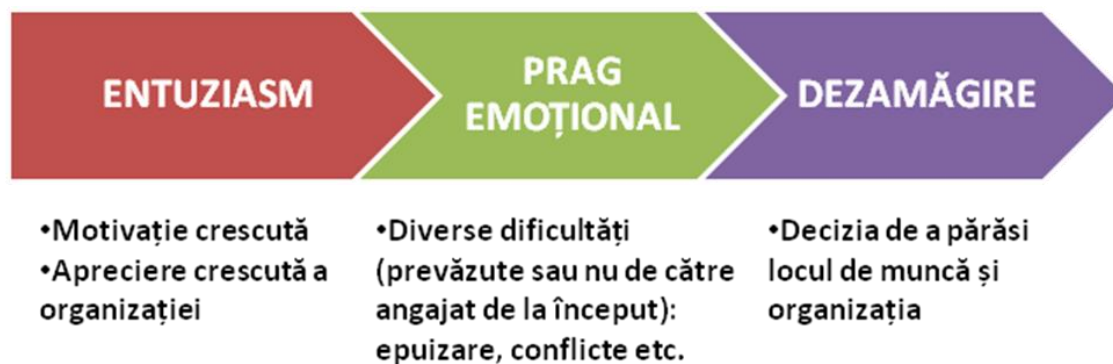 ENTUZIASM
PRAG
EMOȚIONAL
DEZAMĂGIRE
•Motivație crescută
•Apreciere crescută a
organizației
•Diverse dificultăți
(prevăzute sau nu de către
angajat de la început):
epuizare, conflicte etc.
•Decizia de a părăsi
locul de muncă și
organizația